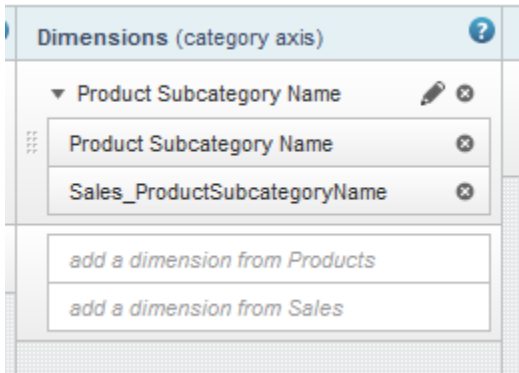 Dimensions (category axis) ?
Product Subcategory Name
Product Subcategory Name
Sales_ProductSubcategoryName
add a dimension from Products
add a dimension from Sales